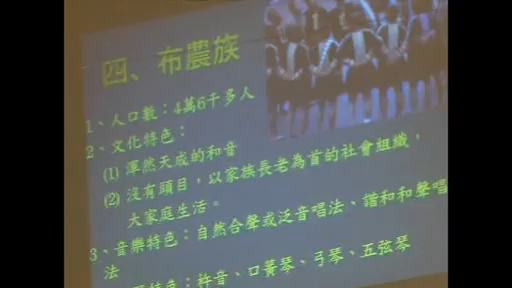 四、布農族
1、人口數：4萬6千多人
2、文化特色：
(1) 渾然天成的和音
(2) 沒有頭目，以家族長老為首的社會組織，
大家庭生活。
3、音樂特色：自然合聲或泛音唱法、諧和和聲唱
法
特色：杵音、口簧琴、弓琴、五弦琴